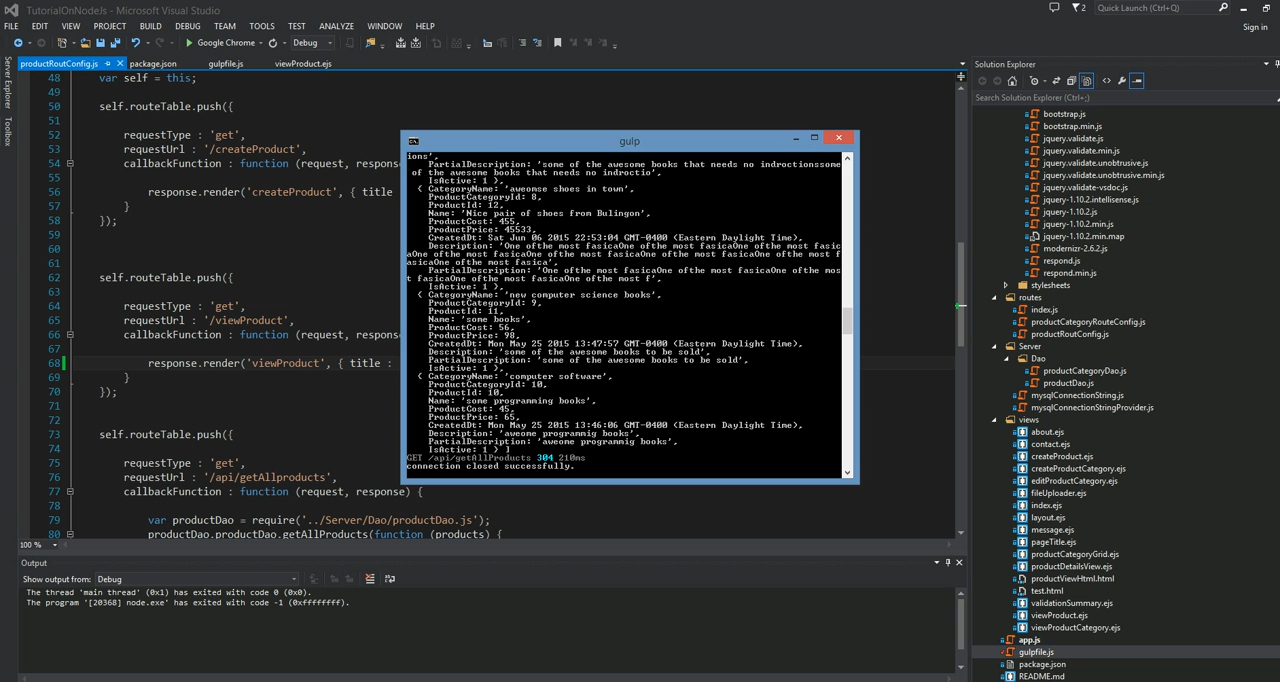 TutorialOnNodeJs - Microsoft Visual Studio
2
Quick Launch (Ctrl+Q)
FILE EDIT VIEW PROJECT BUILD DEBUG TEAM TOOLS TEST ANALYZE WINDOW HELP
Sign in
Google Chrome
Debug
Server Explorer
Toolbox
productRoutConfig.js
package.json
gulpfile.js
viewProduct.ejs
48 var self = this;
49
50 self.routeTable.push({
51
52 requestType : 'get',
53 requestUrl : '/createProduct',
54 callbackFunction : function (request, response
55
56 response.render('createProduct', { title
57 }
58 });
59
60
61
62 self.routeTable.push({
63
64 requestType : 'get',
65 requestUrl : '/viewProduct',
66 callbackFunction : function (request, response
67
68 response.render('viewProduct', { title :
69 }
70 });
71
72
73 self.routeTable.push({
74
75 requestType : 'get',
76 requestUrl : '/api/getAllproducts',
77 callbackFunction : function (request, response) {
78
79 var productDao = require('../Server/Dao/productDao.js');
80 productDao.productDao.getAllProducts(function (products) {
100 %
gulp
ions',
PartialDescription: 'some of the awesome books that needs no indroctionssome
of the awesome books that needs no indroctio',
IsActive: 1 },
{ CategoryName: 'aweomse shoes in town',
ProductCategoryId: 8,
ProductId: 12,
Name: 'Nice pair of shoes from Bulingon',
ProductCost: 455,
ProductPrice: 45533,
CreatedDt: Sat Jun 06 2015 22:53:04 GMT-0400 (Eastern Daylight Time),
Description: 'One ofthe most fasicaOne ofthe most fasicaOne ofthe most fasic
aOne ofthe most fasicaOne ofthe most fasicaOne ofthe most fasicaOne ofthe most f
asicaOne ofthe most fasica',
PartialDescription: 'One ofthe most fasicaOne ofthe most fasicaOne ofthe mos
t fasicaOne ofthe most fasicaOne ofthe most f',
IsActive: 1 },
{ CategoryName: 'new computer science books',
ProductCategoryId: 9,
ProductId: 11,
Name: 'some books',
ProductCost: 56,
ProductPrice: 98,
CreatedDt: Mon May 25 2015 13:47:57 GMT-0400 (Eastern Daylight Time),
Description: 'some of the awesome books to be sold',
PartialDescription: 'some of the awesome books to be sold',
IsActive: 1 },
{ CategoryName: 'computer software',
ProductCategoryId: 10,
ProductId: 10,
Name: 'some programming books',
ProductCost: 45,
ProductPrice: 65,
CreatedDt: Mon May 25 2015 13:46:06 GMT-0400 (Eastern Daylight Time),
Description: 'aweome programmig books',
PartialDescription: 'aweome programmig books',
IsActive: 1 } ]
GET /api/getAllProducts 304 210ms
connection closed successfully.
Output
Show output from: Debug
The thread 'main thread' (0x1) has exited with code 0 (0x0).
The program '[20368] node.exe' has exited with code -1 (0xffffffff).
Solution Explorer
Search Solution Explorer (Ctrl+;)
bootstrap.js
bootstrap.min.js
jquery.validate.js
jquery.validate.min.js
jquery.validate.unobtrusive.js
jquery.validate.unobtrusive.min.js
jquery.validate-vsdoc.js
jquery-1.10.2.intellisense.js
jquery-1.10.2.js
jquery-1.10.2.min.js
jquery-1.10.2.min.map
modernizr-2.6.2.js
respond.js
respond.min.js
stylesheets
routes
index.js
productCategoryRouteConfig.js
productRoutConfig.js
Server
Dao
productCategoryDao.js
productDao.js
mysqlConnectionString.js
mysqlConnectionStringProvider.js
views
about.ejs
contact.ejs
createProduct.ejs
createProductCategory.ejs
editProductCategory.ejs
fileUploader.ejs
index.ejs
layout.ejs
message.ejs
pageTitle.ejs
productCategoryGrid.ejs
productDetailsView.ejs
productViewHtml.html
test.html
validationSummary.ejs
viewProduct.ejs
viewProductCategory.ejs
app.js
gulpfile.js
package.json
README.md